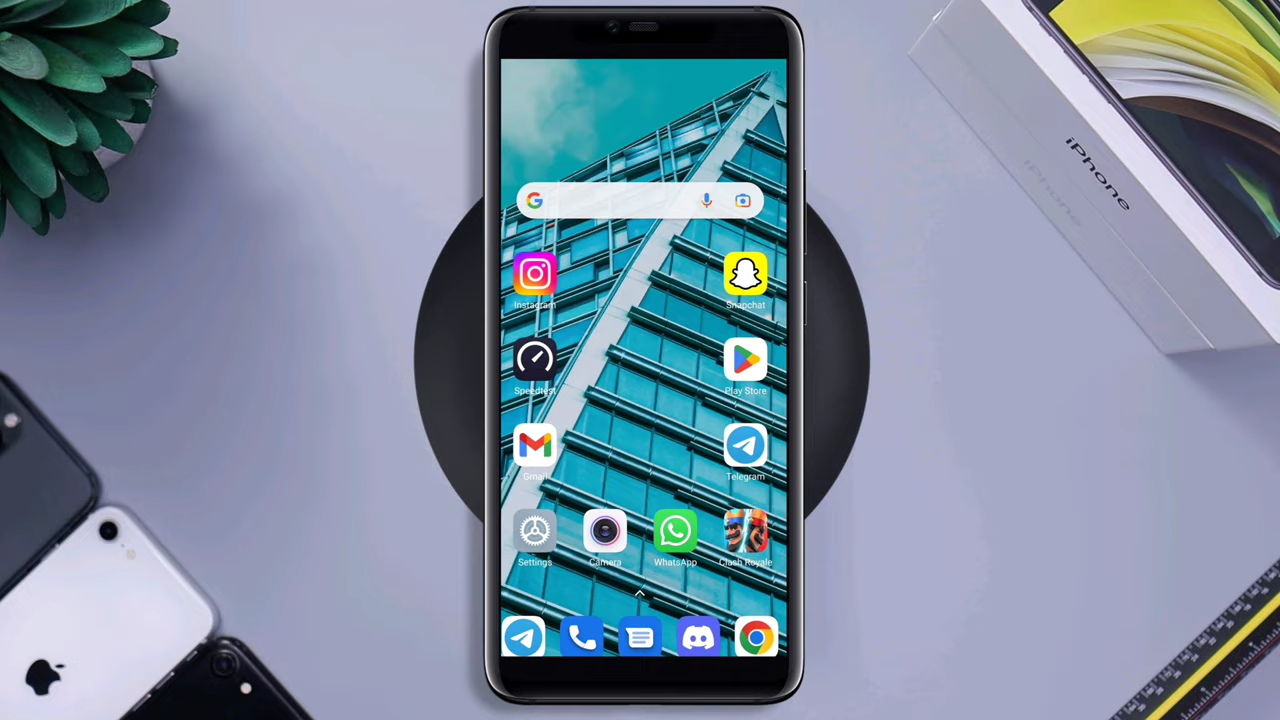 iPhone
Instagram
Snapchat
Speedtest
Play Store
Gmail
Telegram
Settings
Camera
WhatsApp
Clash Royale